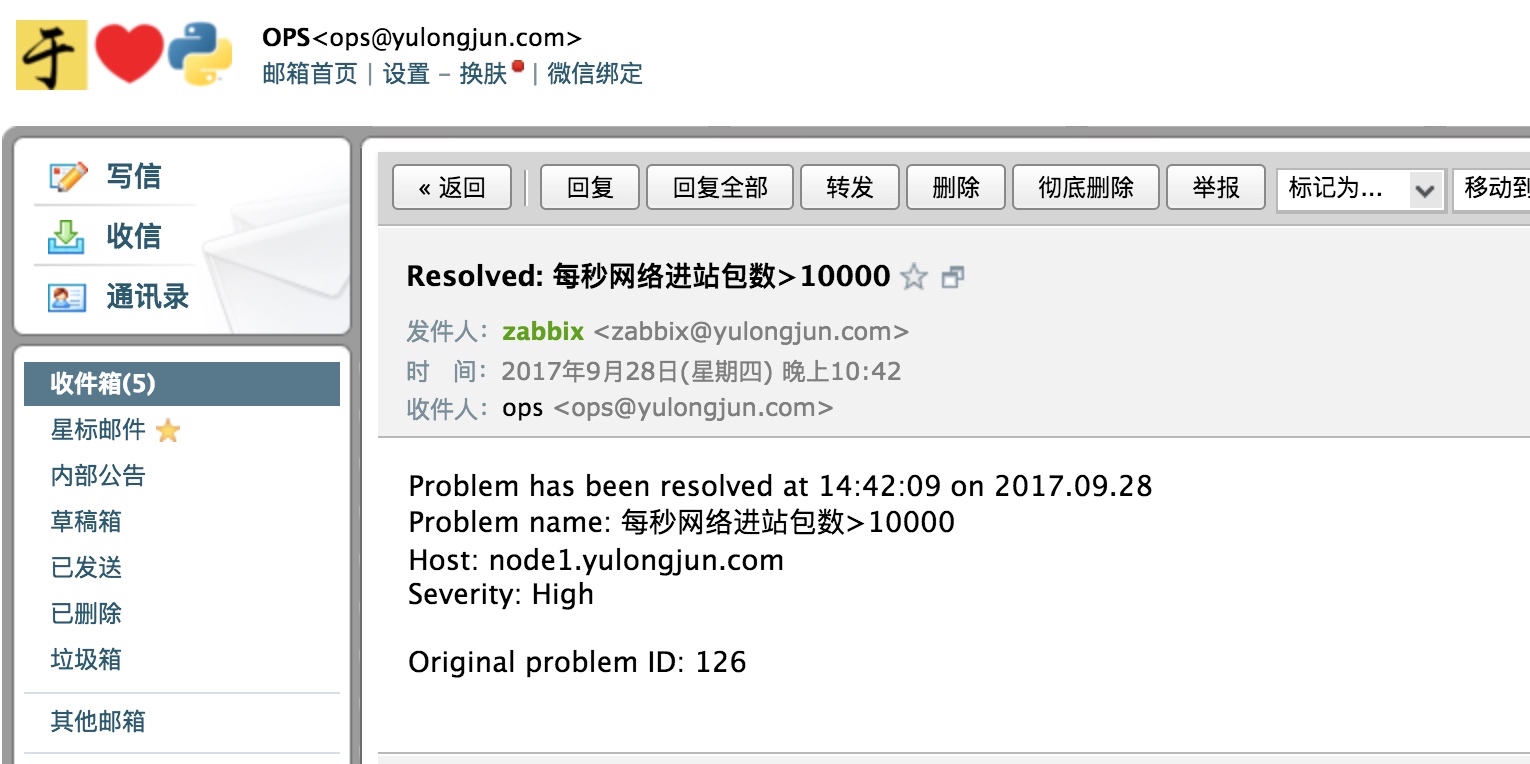 于
OPS<ops@yulongjun.com>
邮箱首页 | 设置 - 换肤 | 微信绑定
写信
收信
通讯录
收件箱(5)
星标邮件
内部公告
草稿箱
已发送
已删除
垃圾箱
其他邮箱
« 返回 回复 回复全部 转发 删除 彻底删除 举报 标记为... 移动到
Resolved: 每秒网络进站包数>10000
发件人: zabbix <zabbix@yulongjun.com>
时 间: 2017年9月28日(星期四) 晚上10:42
收件人: ops <ops@yulongjun.com>
Problem has been resolved at 14:42:09 on 2017.09.28
Problem name: 每秒网络进站包数>10000
Host: node1.yulongjun.com
Severity: High
Original problem ID: 126